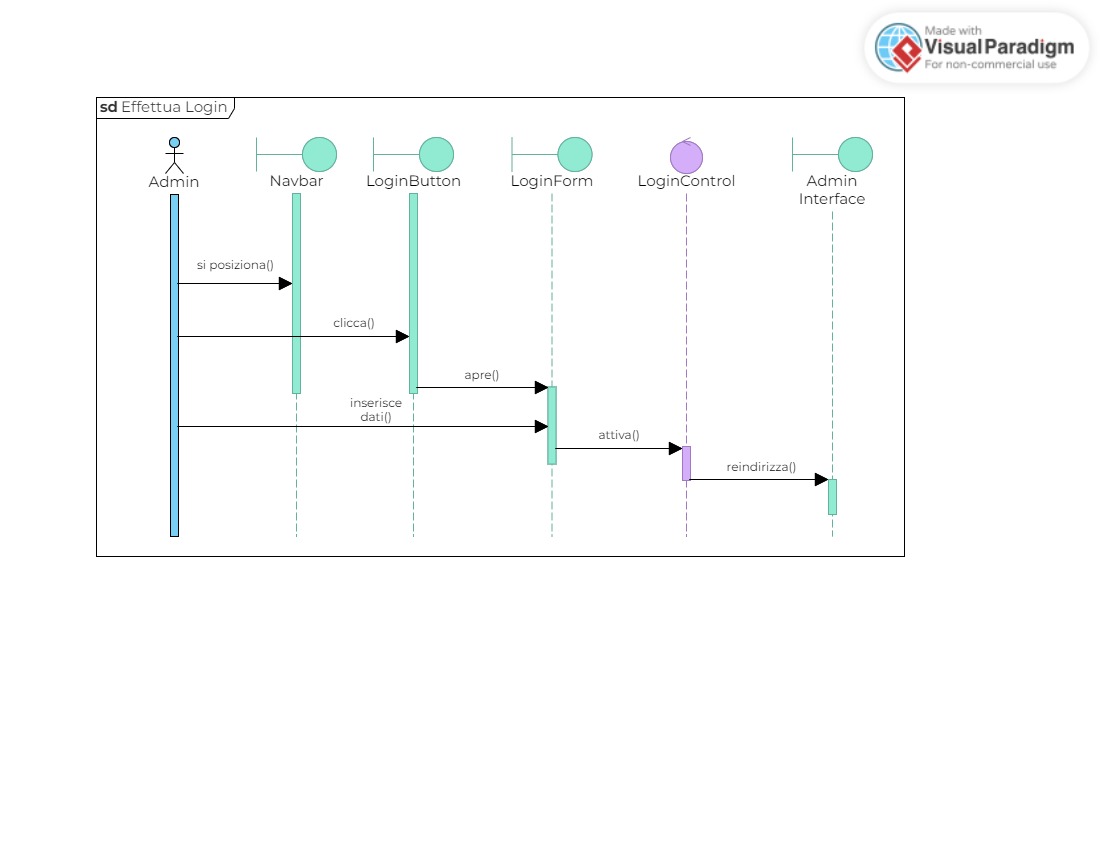 Made with
Visual Paradigm
For non-commercial use
sd Effettua Login
Admin
Navbar
LoginButton
LoginForm
LoginControl
Admin
Interface
si posiziona()
clicca()
apre()
inserisce
dati()
attiva()
reindirizza()